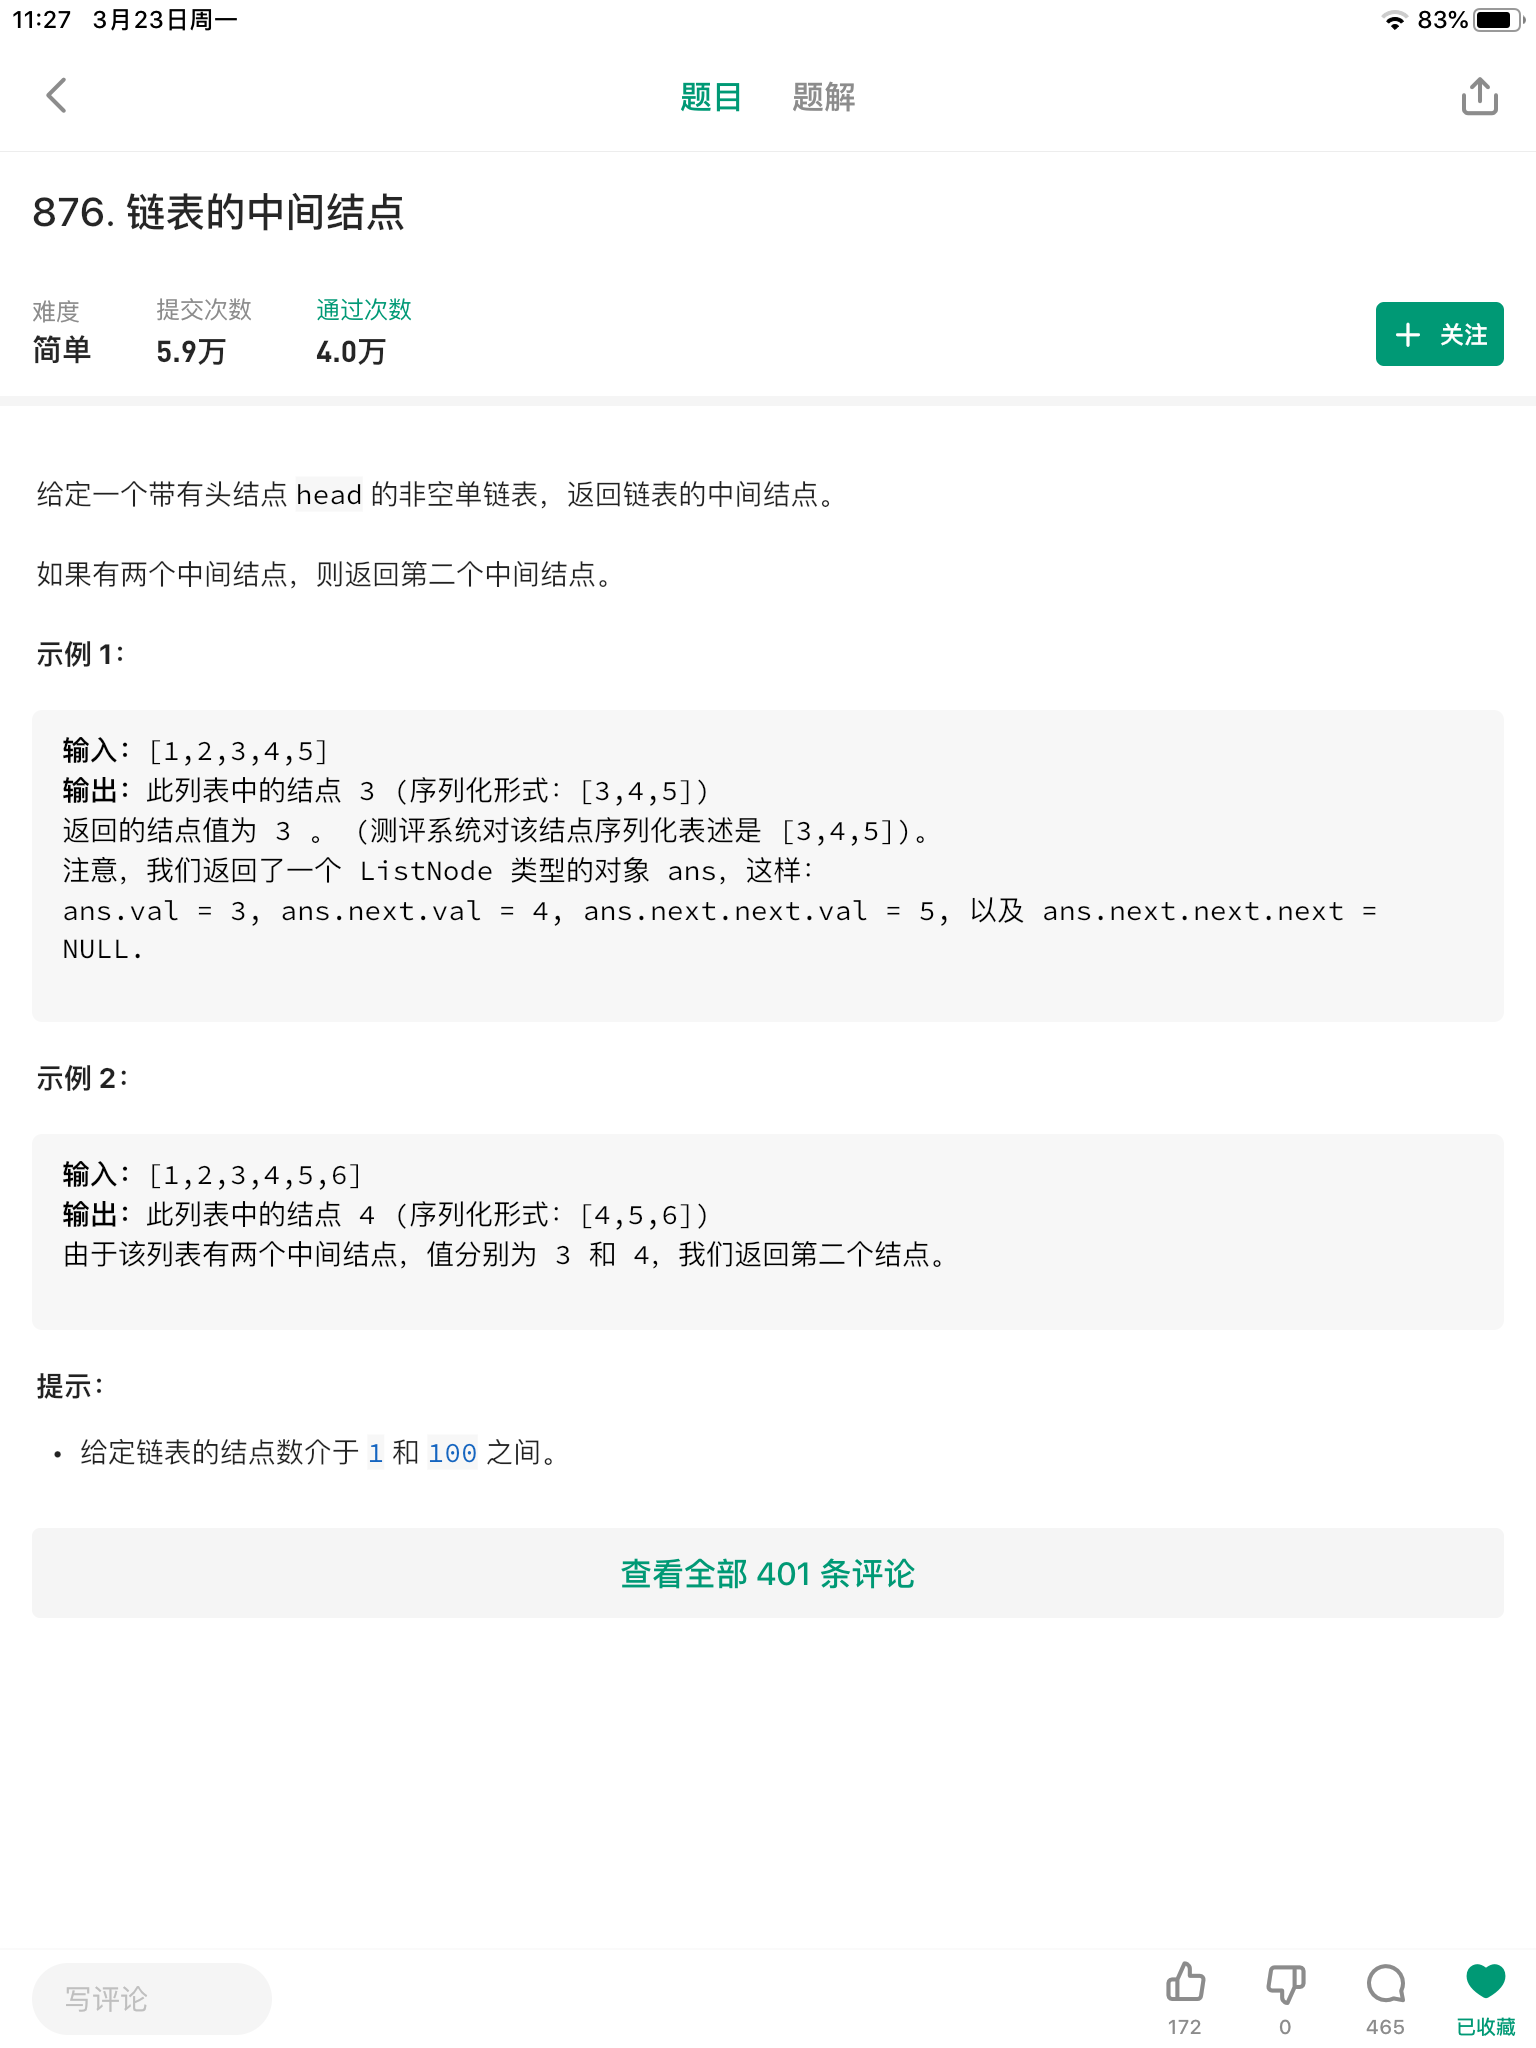 11:27 3月23日周一 83%
题目 题解
876. 链表的中间结点
难度 提交次数 通过次数
简单 5.9万 4.0万
关注
给定一个带有头结点 head 的非空单链表，返回链表的中间结点。
如果有两个中间结点，则返回第二个中间结点。
示例 1：
输入：[1,2,3,4,5]
输出：此列表中的结点 3 (序列化形式：[3,4,5])
返回的结点值为 3 。 (测评系统对该结点序列化表述是 [3,4,5])。
注意，我们返回了一个 ListNode 类型的对象 ans，这样：
ans.val = 3, ans.next.val = 4, ans.next.next.val = 5, 以及 ans.next.next.next =
NULL.
示例 2：
输入：[1,2,3,4,5,6]
输出：此列表中的结点 4 (序列化形式：[4,5,6])
由于该列表有两个中间结点，值分别为 3 和 4，我们返回第二个结点。
提示：
• 给定链表的结点数介于 1 和 100 之间。
查看全部 401 条评论
写评论
172 0 465 已收藏